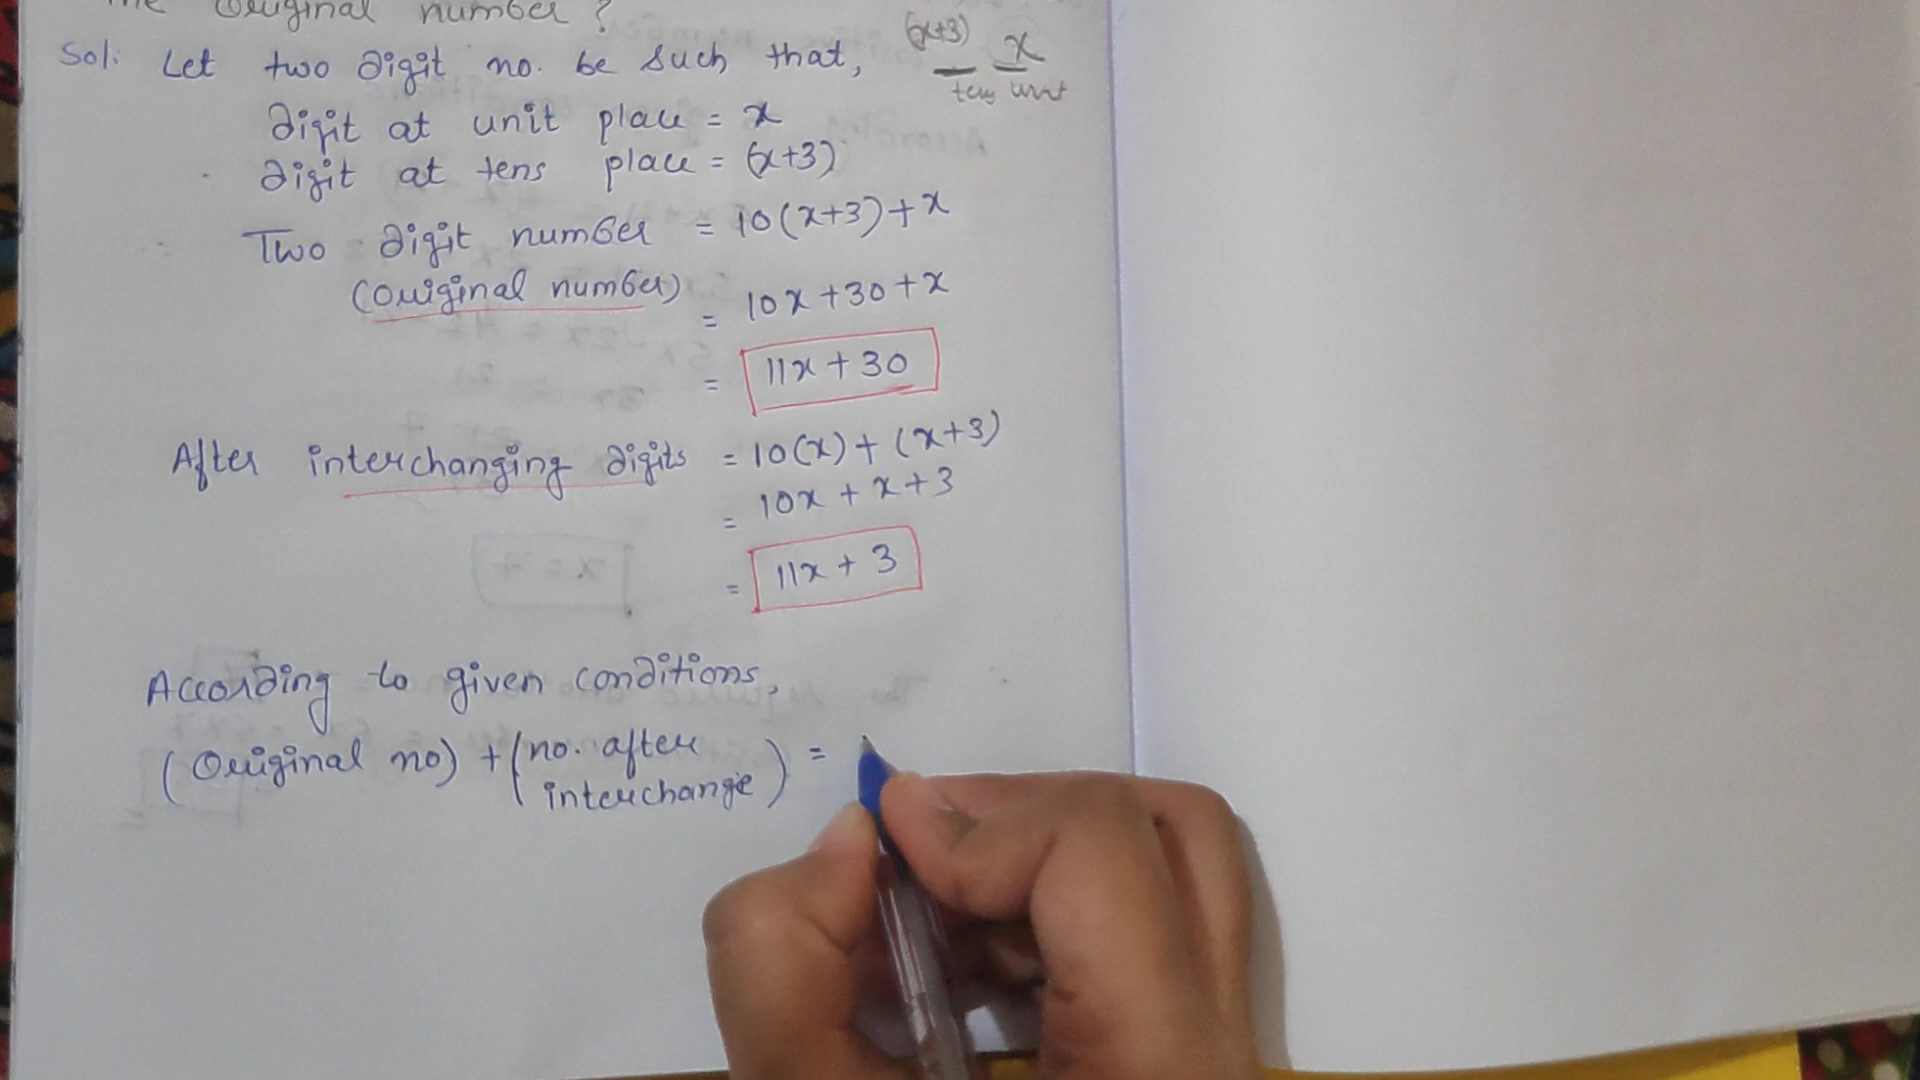 the original number?
Sol: Let two digit no. be such that,
(x+3) x
tens unit
digit at unit place = x
digit at tens place = (x+3)
Two digit number = 10(x+3)+x
(original number)
= 10x+30+x
= 11x+30
After interchanging digits = 10(x)+(x+3)
= 10x+x+3
= 11x+3
According to given conditions,
(Original no) + (no. after interchange) =